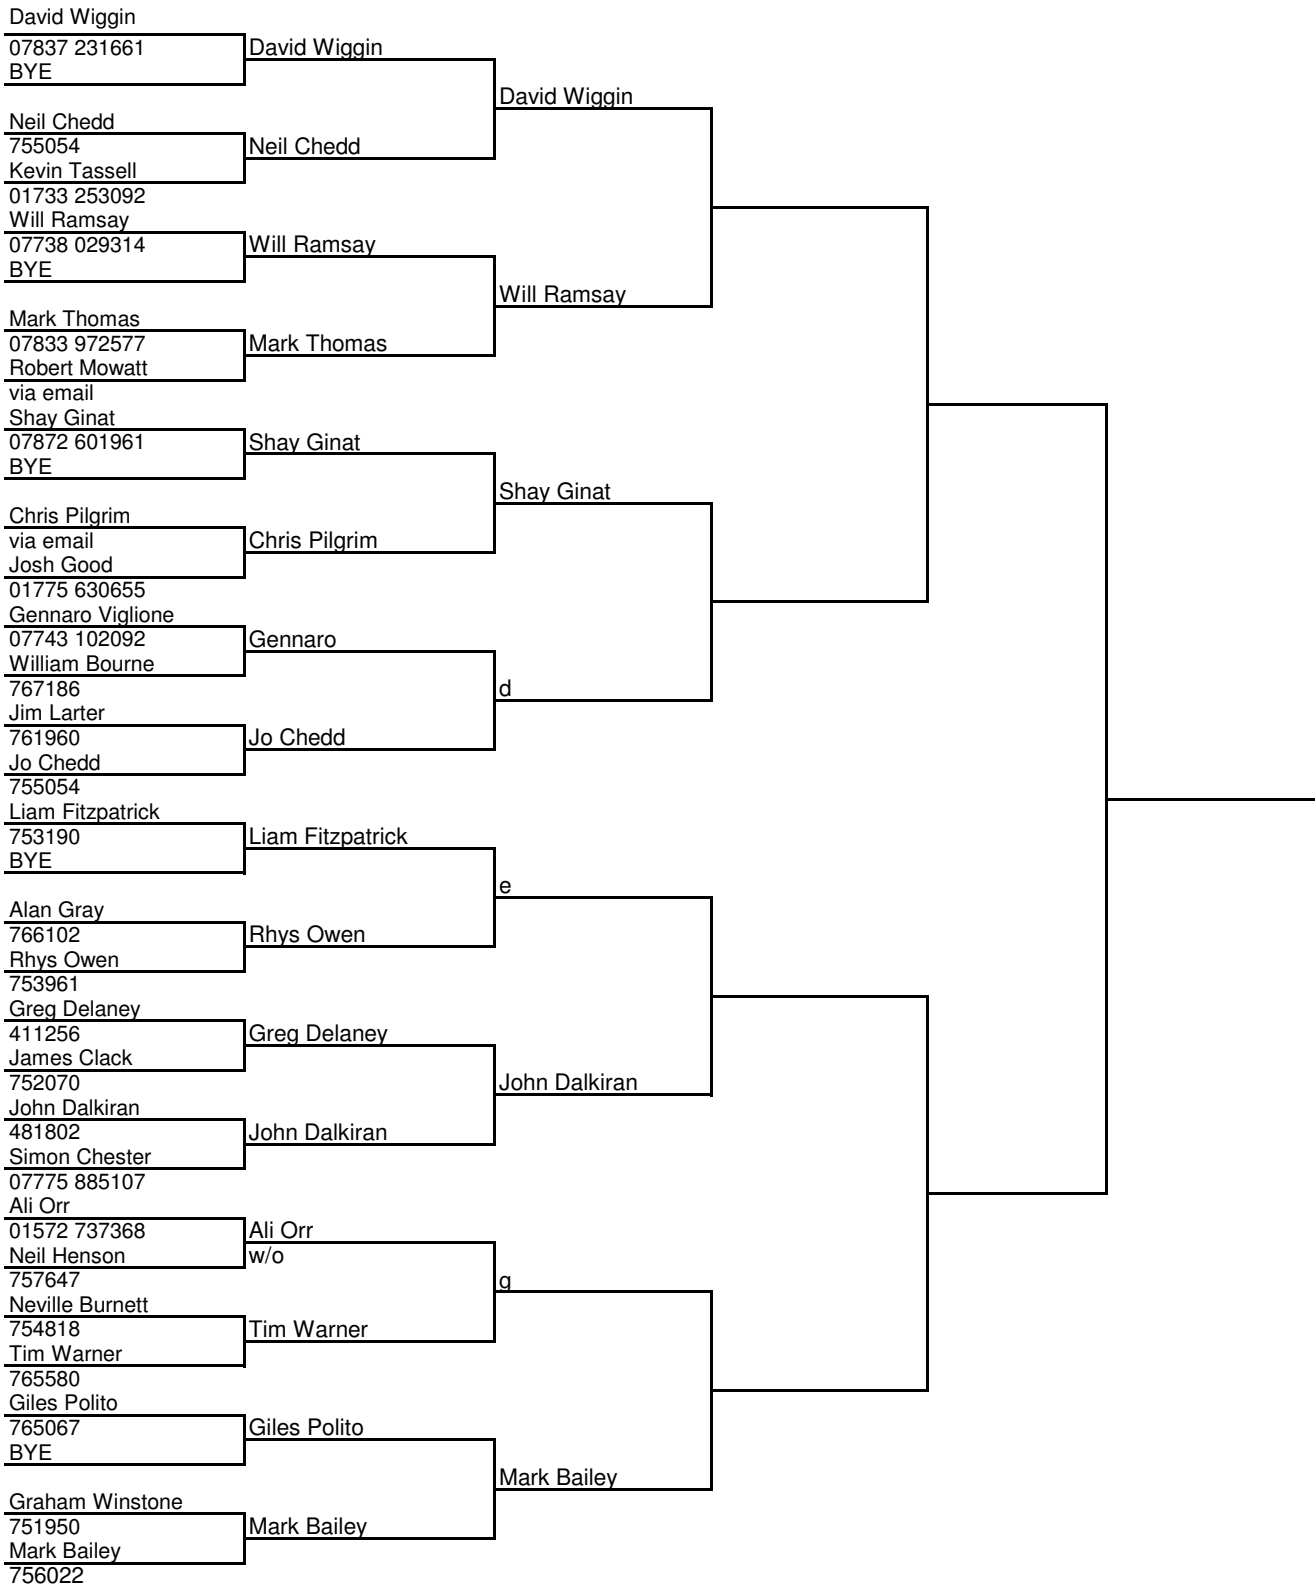 David Wiggin
07837 231661
BYE
Neil Chedd
755054
Kevin Tassell
01733 253092
Will Ramsay
07738 029314
BYE
Mark Thomas
07833 972577
Robert Mowatt
via email
Shay Ginat
07872 601961
BYE
Chris Pilgrim
via email
Josh Good
01775 630655
Gennaro Viglione
07743 102092
William Bourne
767186
Jim Larter
761960
Jo Chedd
755054
Liam Fitzpatrick
753190
BYE
Alan Gray
766102
Rhys Owen
753961
Greg Delaney
411256
James Clack
752070
John Dalkiran
481802
Simon Chester
07775 885107
Ali Orr
01572 737368
Neil Henson
757647
Neville Burnett
754818
Tim Warner
765580
Giles Polito
765067
BYE
Graham Winstone
751950
Mark Bailey
756022
David Wiggin
Neil Chedd
Will Ramsay
Mark Thomas
Shay Ginat
Chris Pilgrim
Gennaro
Jo Chedd
Liam Fitzpatrick
Rhys Owen
Greg Delaney
John Dalkiran
Ali Orr
w/o
Tim Warner
Giles Polito
Mark Bailey
David Wiggin
Will Ramsay
Shay Ginat
d
e
John Dalkiran
g
Mark Bailey